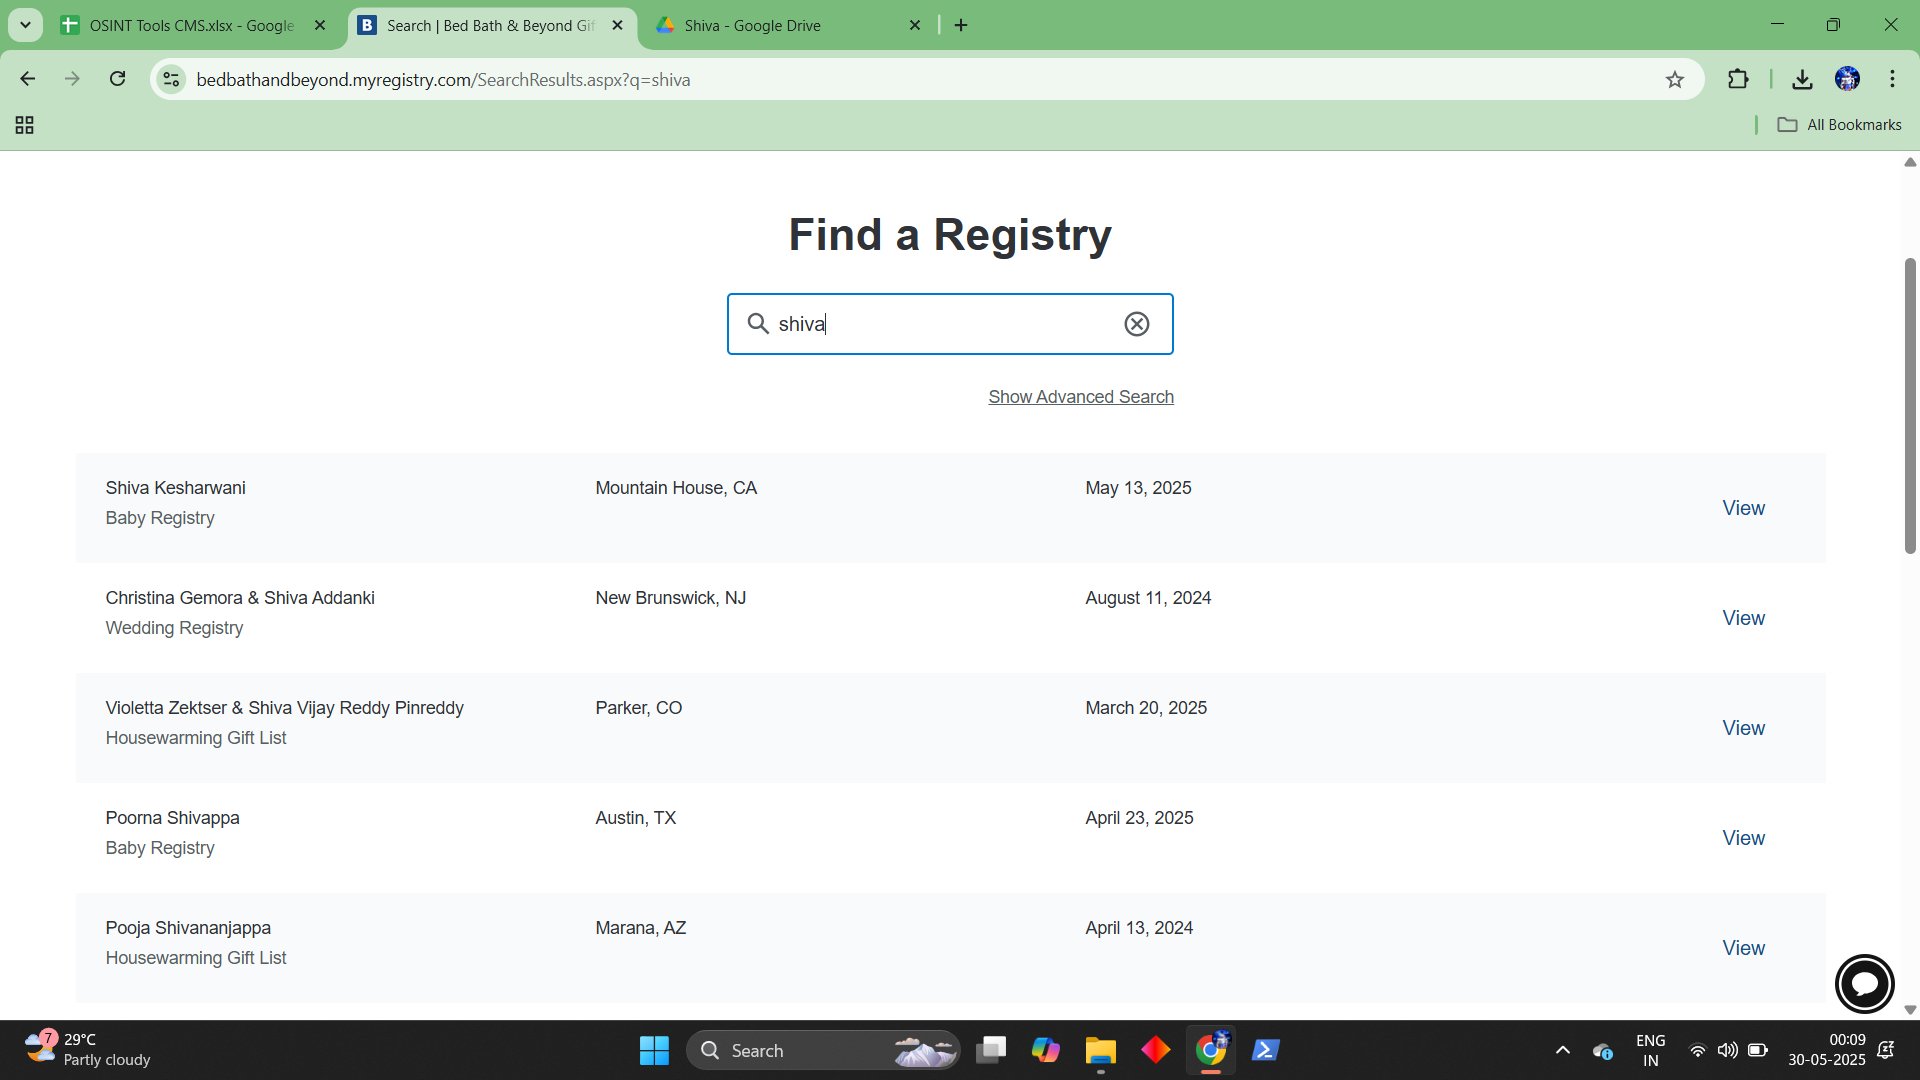 OSINT Tools CMS.xlsx - Google
Search | Bed Bath & Beyond Gif
Shiva - Google Drive
bedbathandbeyond.myregistry.com/SearchResults.aspx?q=shiva
All Bookmarks
Find a Registry
shiva
Show Advanced Search
Shiva Kesharwani Mountain House, CA May 13, 2025
Baby Registry
View
Christina Gemora & Shiva Addanki New Brunswick, NJ August 11, 2024
Wedding Registry
View
Violetta Zektser & Shiva Vijay Reddy Pinreddy Parker, CO March 20, 2025
Housewarming Gift List
View
Poorna Shivappa Austin, TX April 23, 2025
Baby Registry
View
Pooja Shivananjappa Marana, AZ April 13, 2024
Housewarming Gift List
View
7
29°C
Partly cloudy
Search
ENG
IN
00:09
30-05-2025